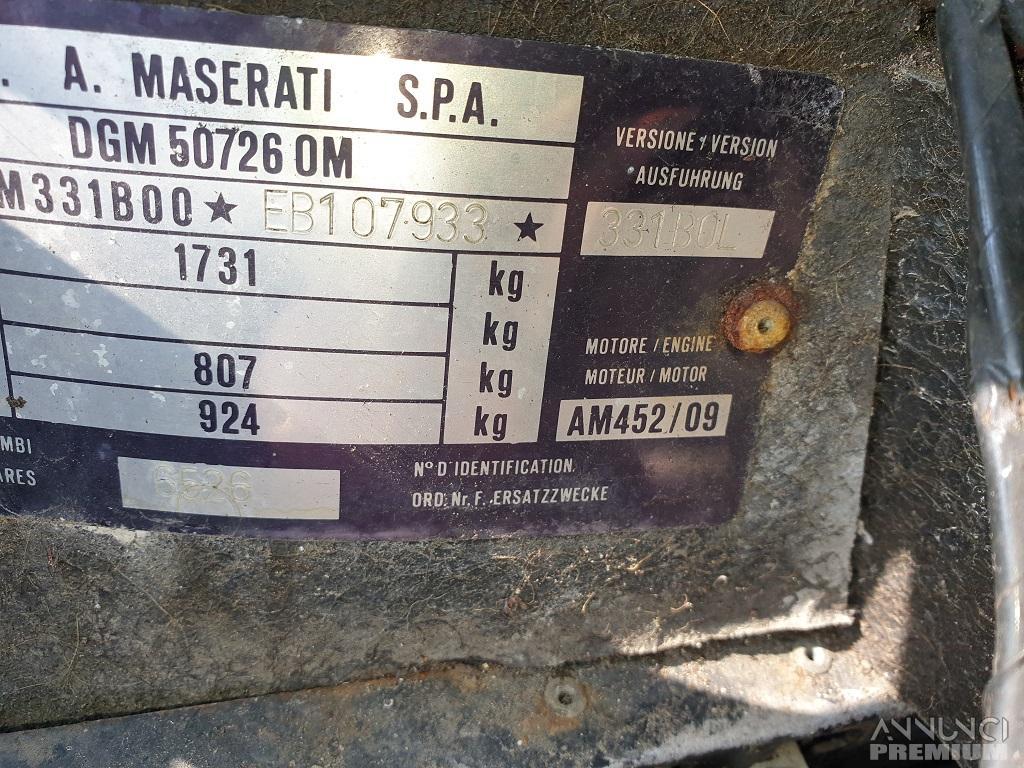 . A. MASERATI S.P.A.
DGM 50726 OM
M331B00 ★ EB107933 ★
1731 kg
kg
807 kg
924 kg
VERSIONE / VERSION
AUSFUHRUNG
331B0L
MOTORE / ENGINE
MOTEUR / MOTOR
AM452/09
MBI
ARES
6526
N° D'IDENTIFICATION
ORD. Nr. F. ERSATZZWECKE
ANNUNCI
PREMIUM